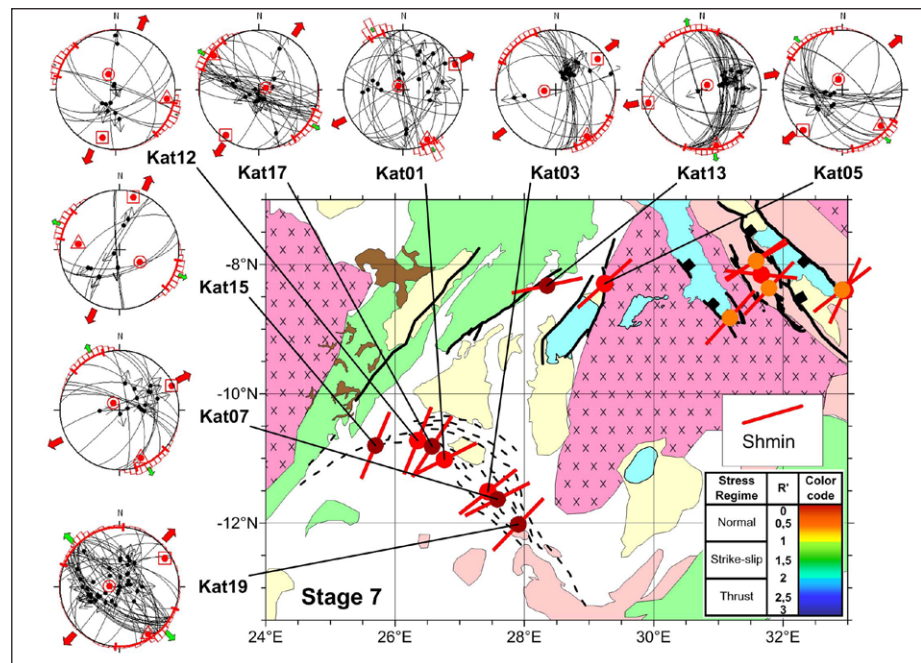 N N N N N N
Kat12
Kat17 Kat01 Kat03 Kat13 Kat05
N
Kat15
-8°N
N
-10°N
Kat07
Shmin
N
Stress Regime R' Color code
Normal 0
0,5
1
Strike-slip 1,5
-12°N
2
Kat19
Thrust 2,5
Stage 7
3
24°E 26°E 28°E 30°E 32°E